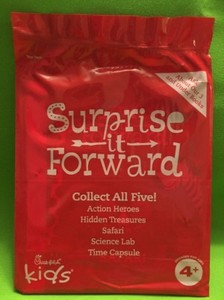 Surprise
it
Forward
Collect All Five!
Action Heroes
Hidden Treasures
Safari
Science Lab
Time Capsule
kids
4+